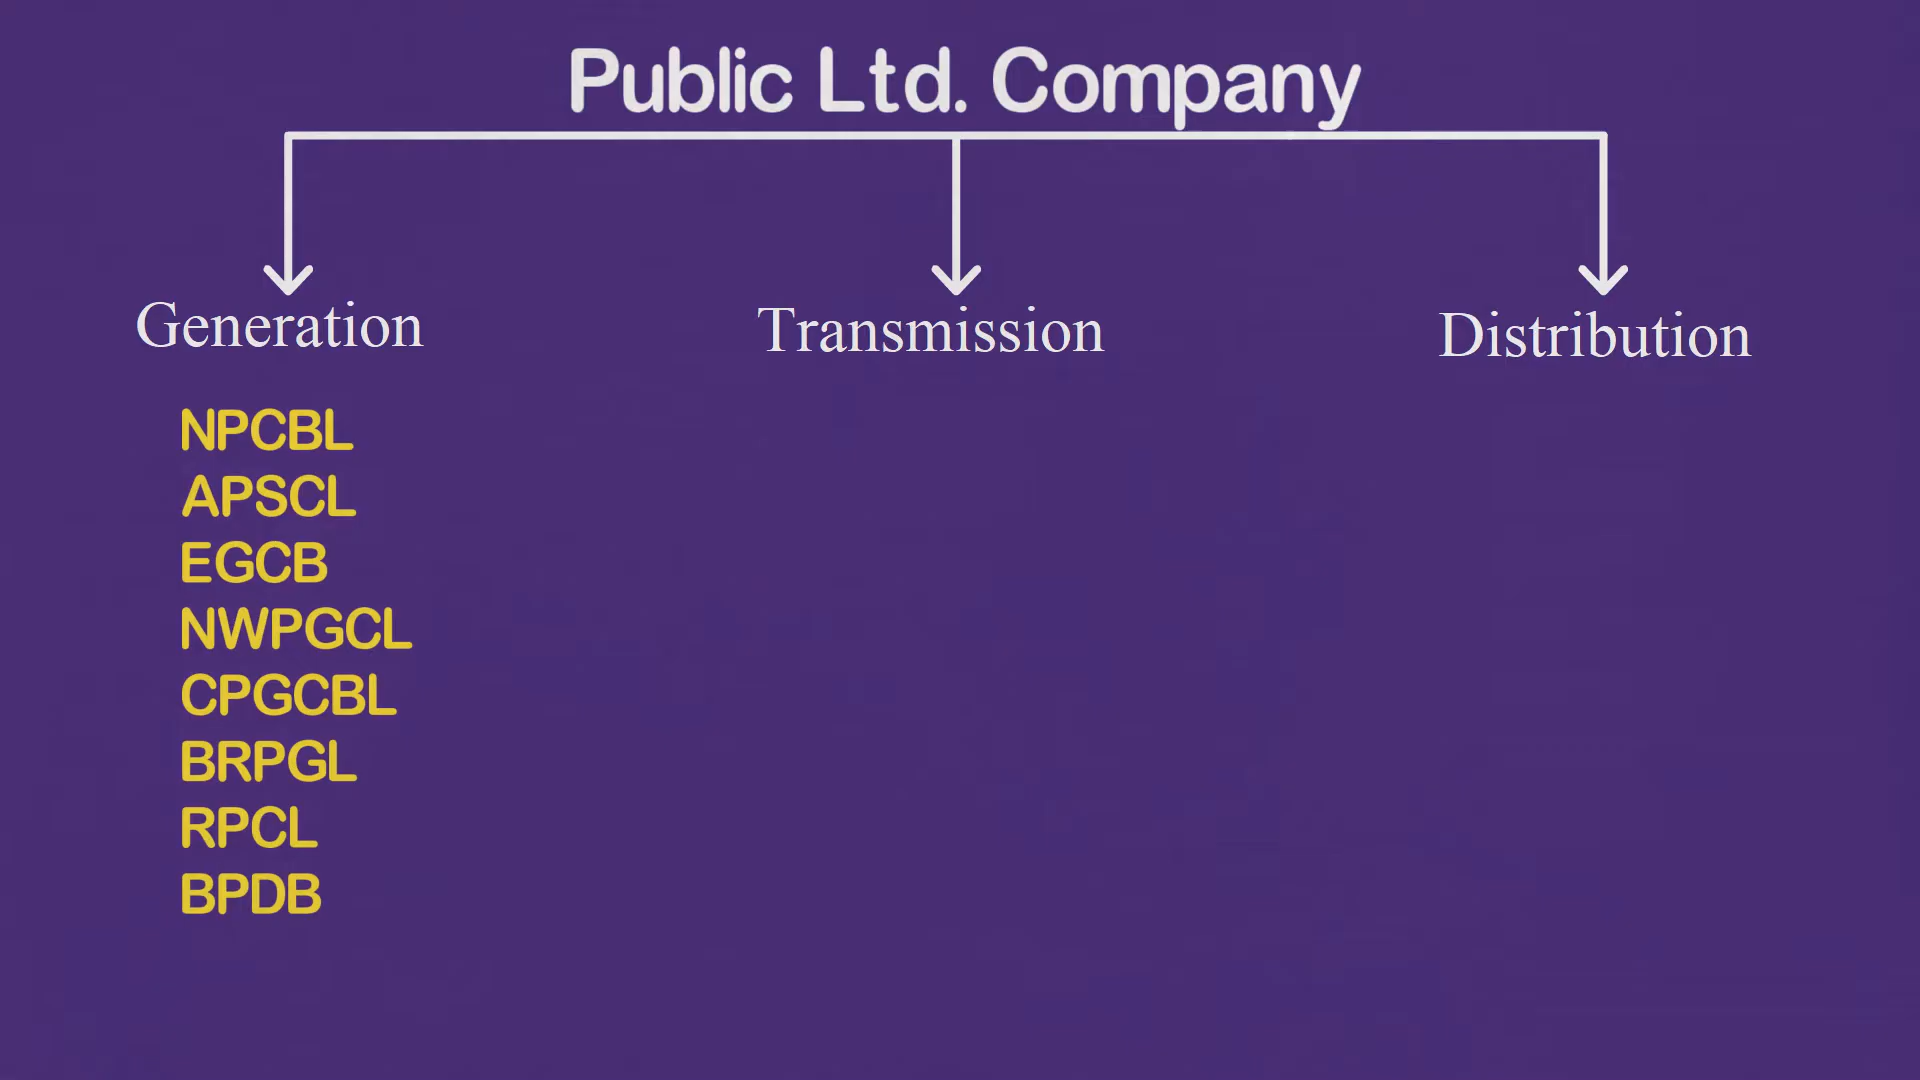 Public Ltd. Company
Generation
Transmission
Distribution
NPCBL
APSCL
EGCB
NWPGCL
CPGCBL
BRPGL
RPCL
BPDB